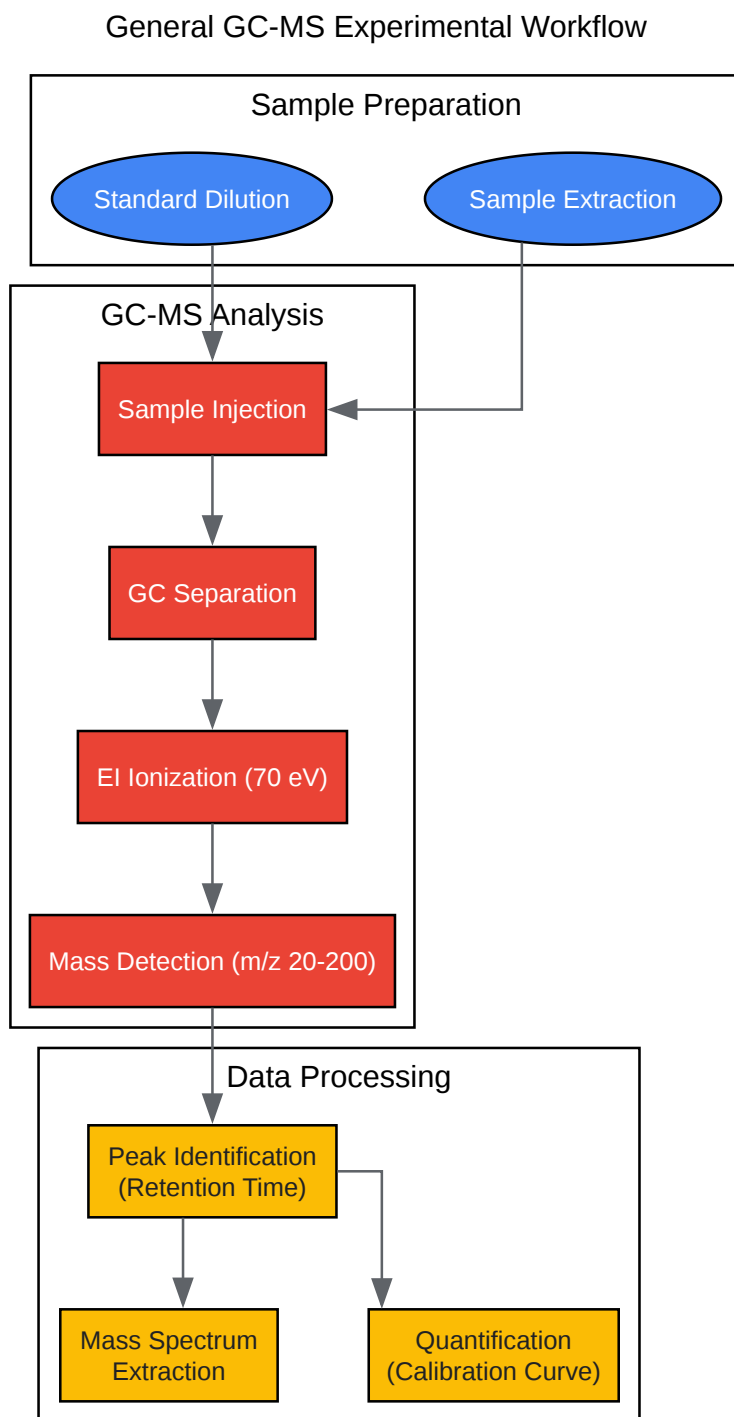 General GC-MS Experimental Workflow
Sample Preparation
Standard Dilution
Sample Extraction
GC-MS Analysis
Sample Injection
GC Separation
EI Ionization (70 eV)
Mass Detection (m/z 20-200)
Data Processing
Peak Identification
(Retention Time)
Mass Spectrum
Extraction
Quantification
(Calibration Curve)